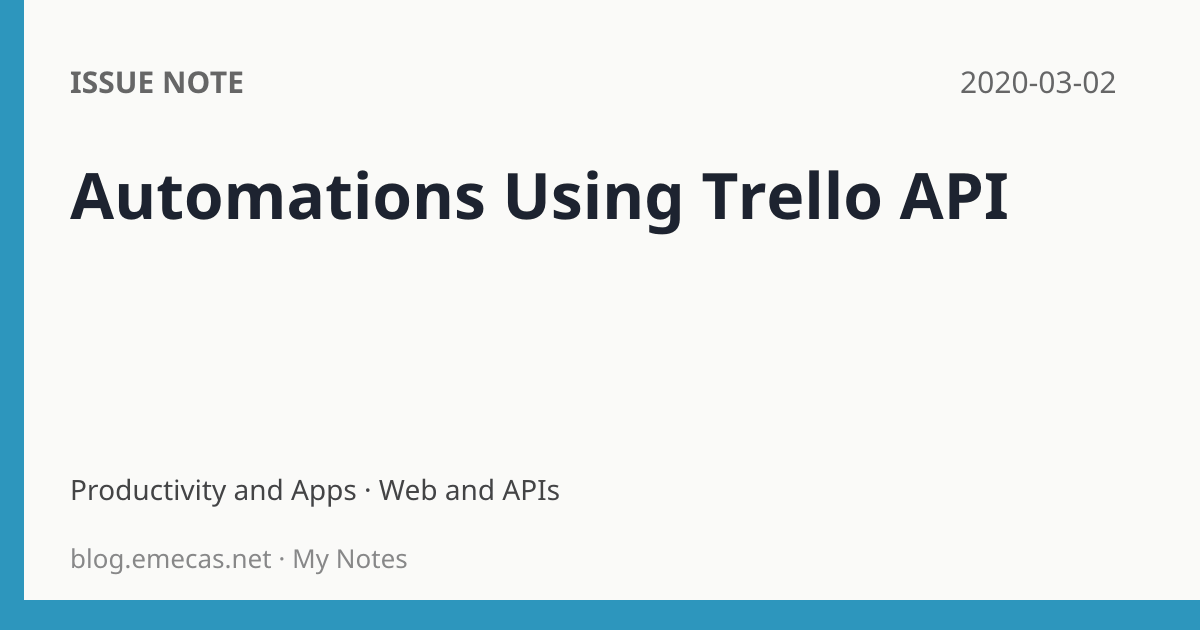 ISSUE NOTE
2020-03-02
Automations Using Trello API
Productivity and Apps · Web and APIs
blog.emecas.net · My Notes